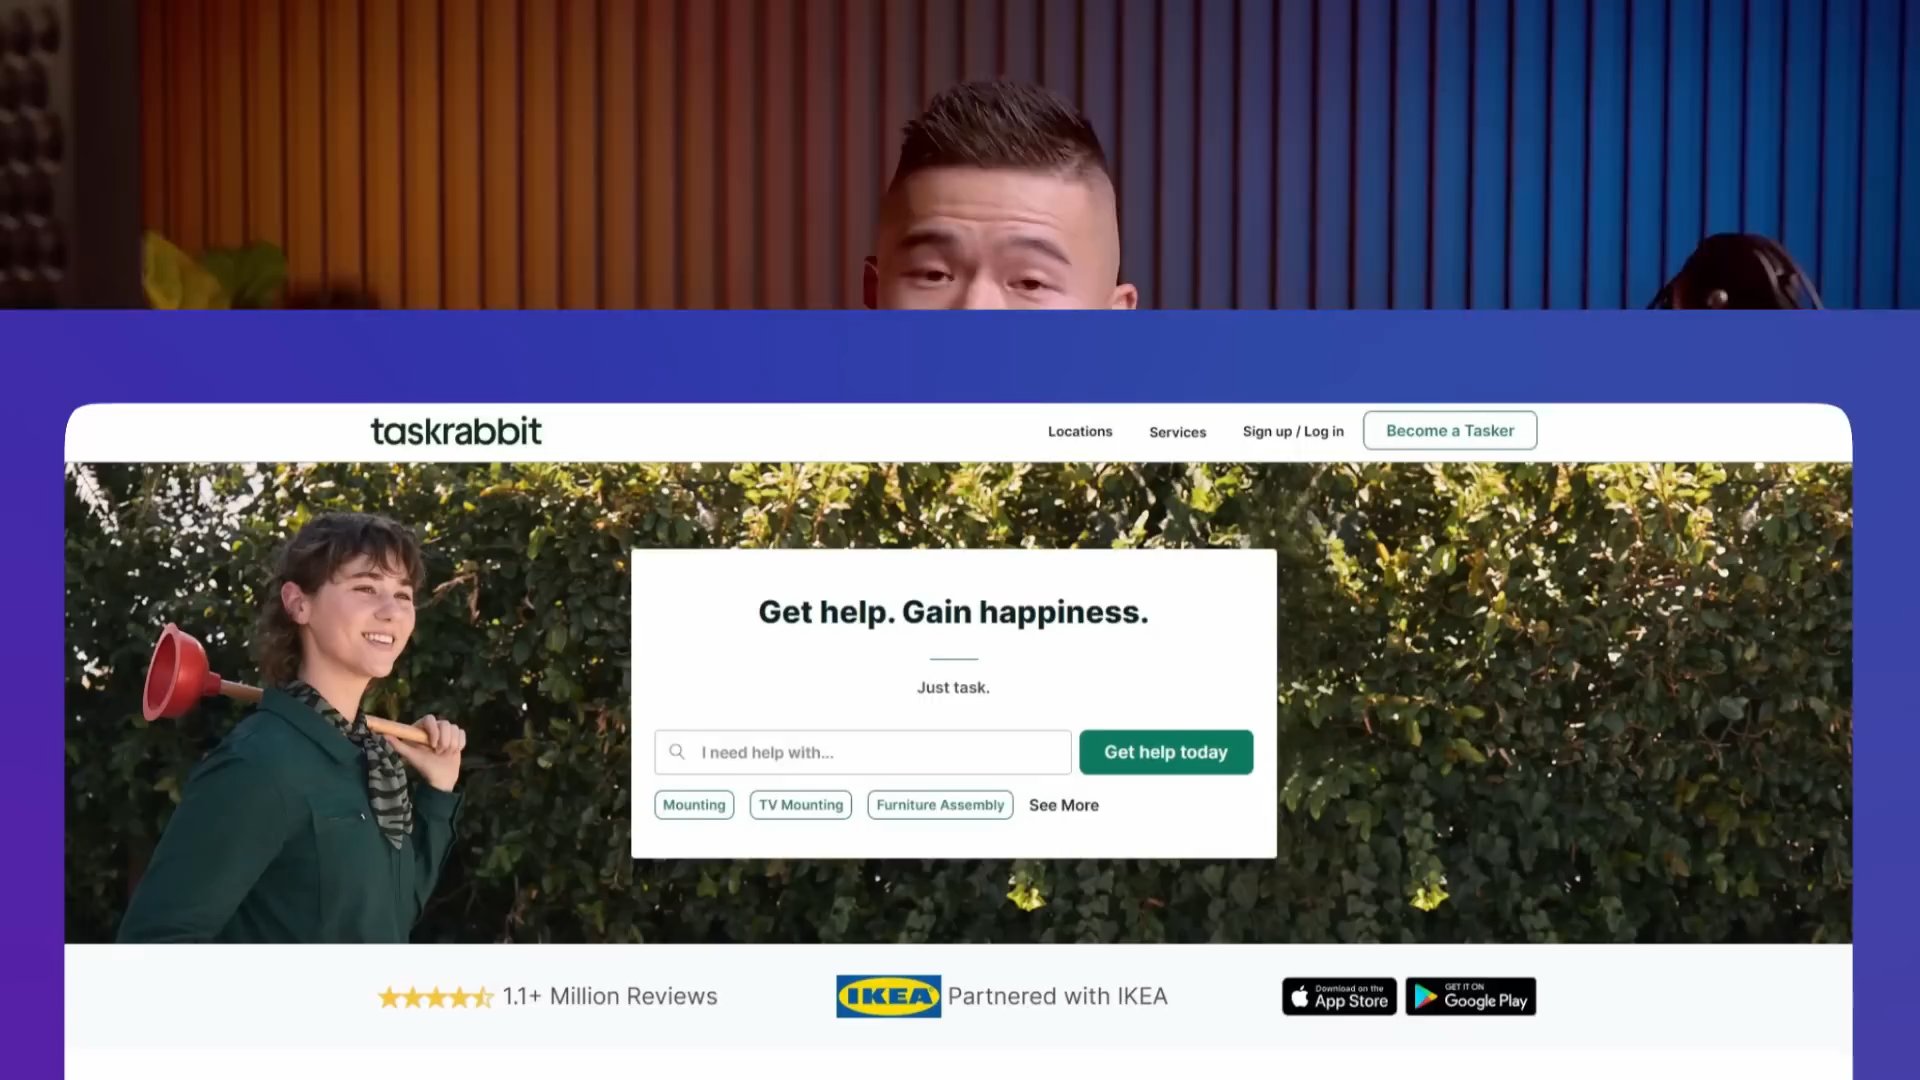 taskrabbit
Locations Services Sign up / Log in Become a Tasker
Get help. Gain happiness.
Just task.
I need help with... Get help today
Mounting TV Mounting Furniture Assembly See More
1.1+ Million Reviews
IKEA Partnered with IKEA
Download on the
App Store
GET IT ON
Google Play